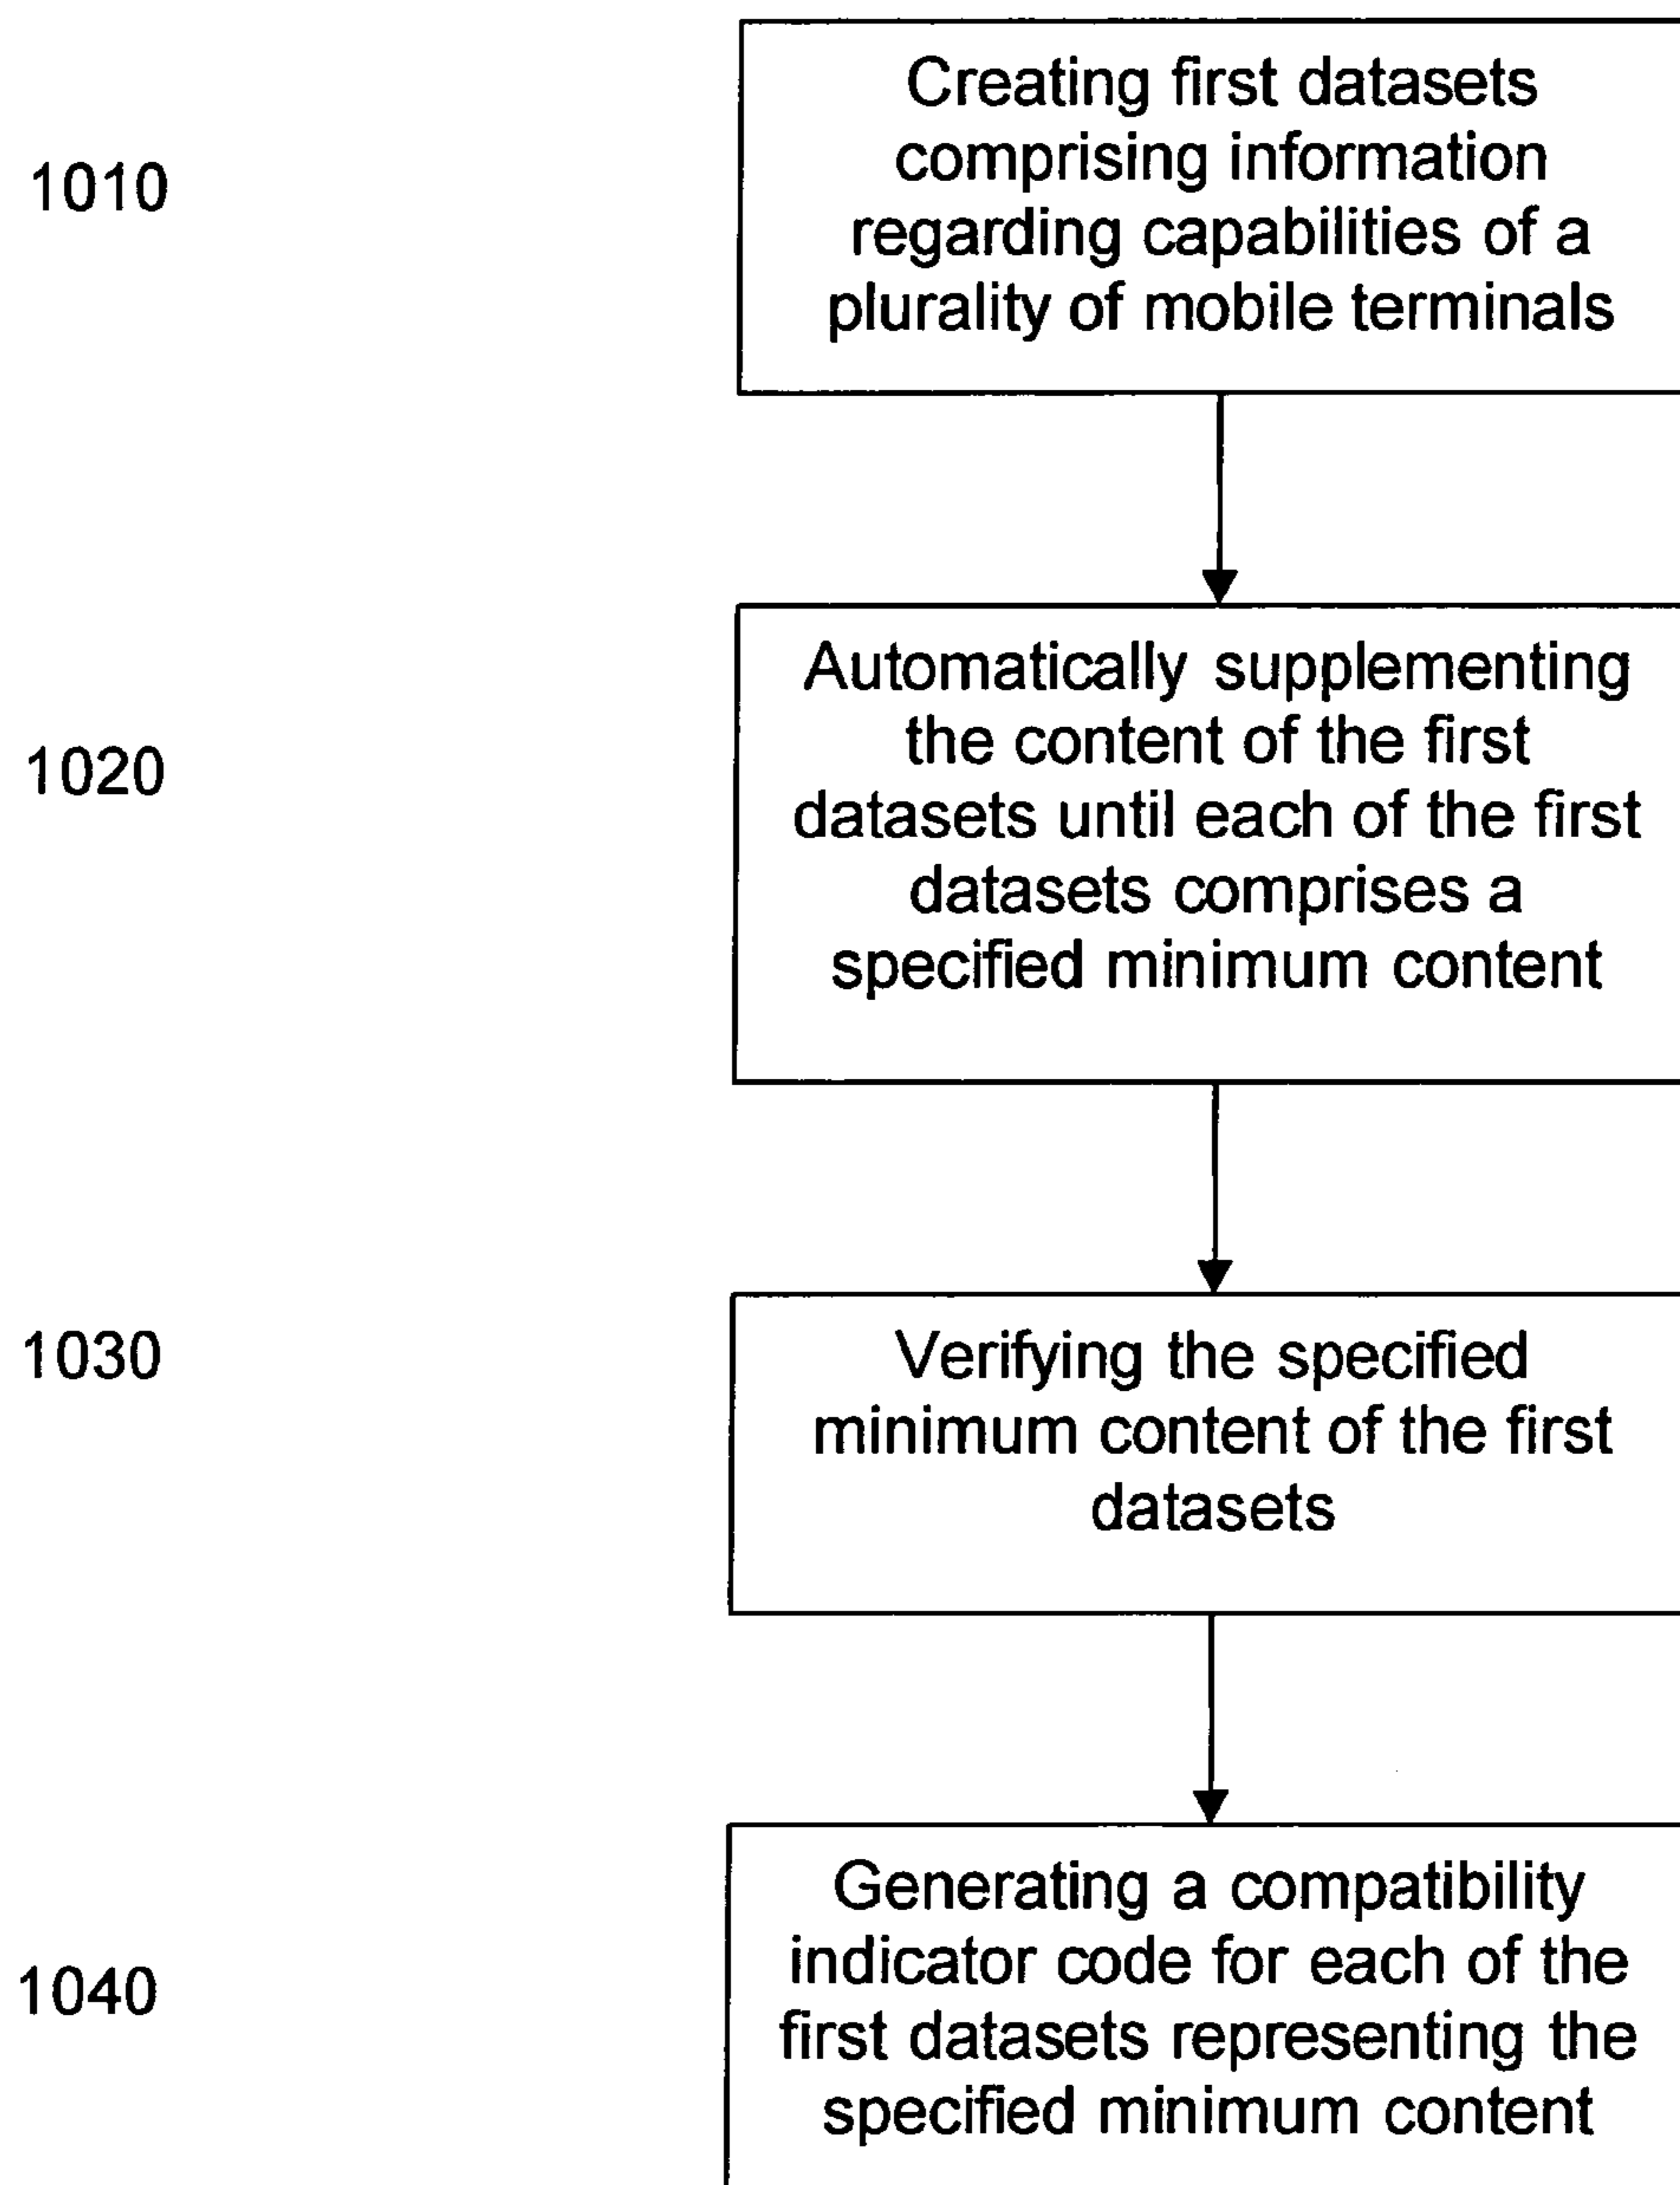 1010
Creating first datasets
comprising information
regarding capabilities of a
plurality of mobile terminals
1020
Automatically supplementing
the content of the first
datasets until each of the first
datasets comprises a
specified minimum content
1030
Verifying the specified
minimum content of the first
datasets
1040
Generating a compatibility
indicator code for each of the
first datasets representing the
specified minimum content